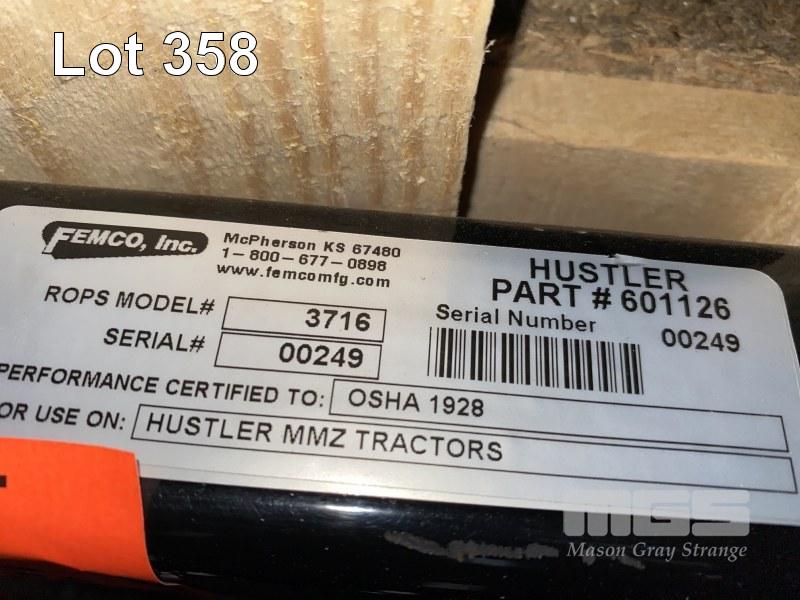 Lot 358
FEMCO, Inc.
McPherson KS 67480
1-800-677-0898
www.femcomfg.com
HUSTLER
PART # 601126
ROPS MODEL# 3716
SERIAL# 00249
Serial Number 00249
PERFORMANCE CERTIFIED TO: OSHA 1928
OR USE ON: HUSTLER MMZ TRACTORS
MGS
Mason Gray Strange